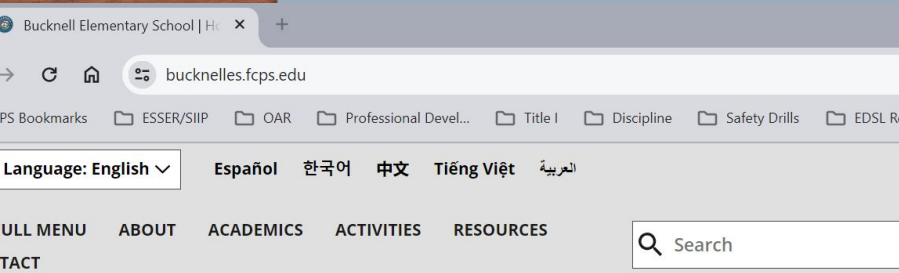 Bucknell Elementary School | Ho
bucknelles.fcps.edu
PS Bookmarks ESSER/SIIP OAR Professional Devel... Title I Discipline Safety Drills EDSL R
Language: English Español 한국어 中文 Tiếng Việt العربية
ULL MENU ABOUT ACADEMICS ACTIVITIES RESOURCES
TACT
Search